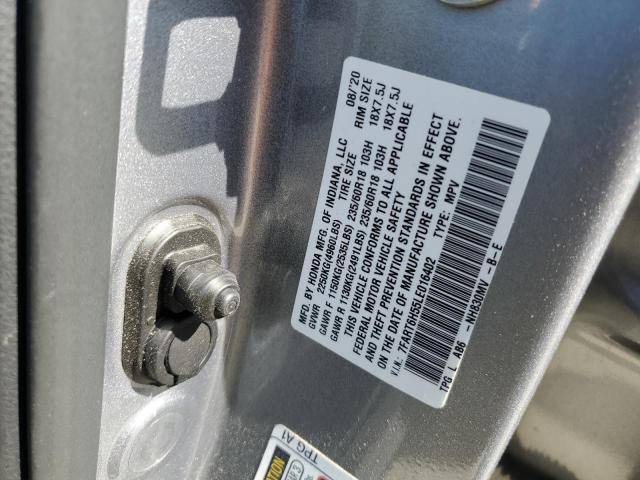 MFD. BY HONDA MFG. OF INDIANA, LLC 08/'20
GVWR 2250KG(4960LBS) TIRE SIZE RIM SIZE
GAWR F 1150KG(2535LBS) 235/60R18 103H 18X7.5J
GAWR R 1130KG(2491LBS) 235/60R18 103H 18X7.5J
THIS VEHICLE CONFORMS TO ALL APPLICABLE
FEDERAL MOTOR VEHICLE SAFETY
AND THEFT PREVENTION STANDARDS IN EFFECT
ON THE DATE OF MANUFACTURE SHOWN ABOVE.
V.I.N.: 7FART6H55LE016402 TYPE: MPV
TPG L A86 -NH830MV -B-E
TPG A1